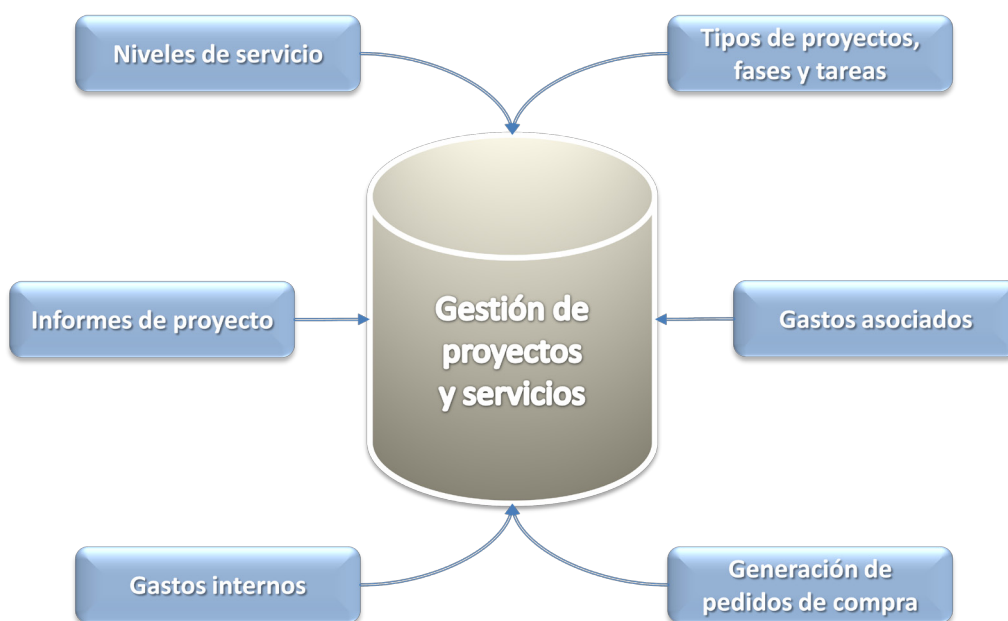 Niveles de servicio
Tipos de proyectos,
fases y tareas
Informes de proyecto
Gestión de
proyectos
y servicios
Gastos asociados
Gastos internos
Generación de
pedidos de compra